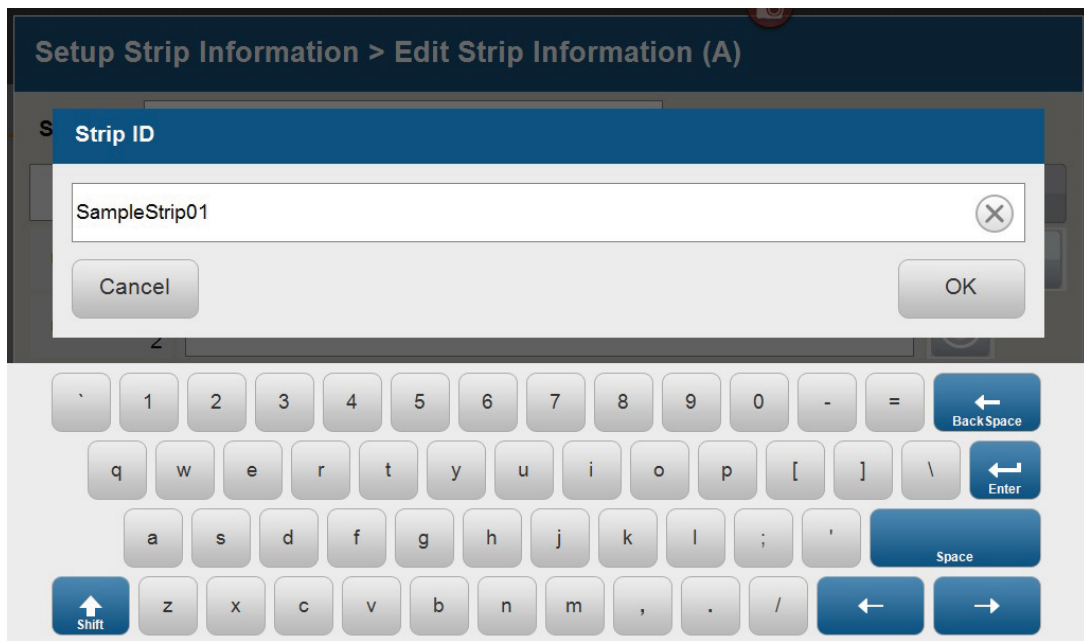 Setup Strip Information > Edit Strip Information (A)
S
Strip ID
SampleStrip01
Cancel OK
2
` 1 2 3 4 5 6 7 8 9 0 - = BackSpace
q w e r t y u i o p [ ] \ Enter
a s d f g h j k l ; ' Space
Shift z x c v b n m , . /